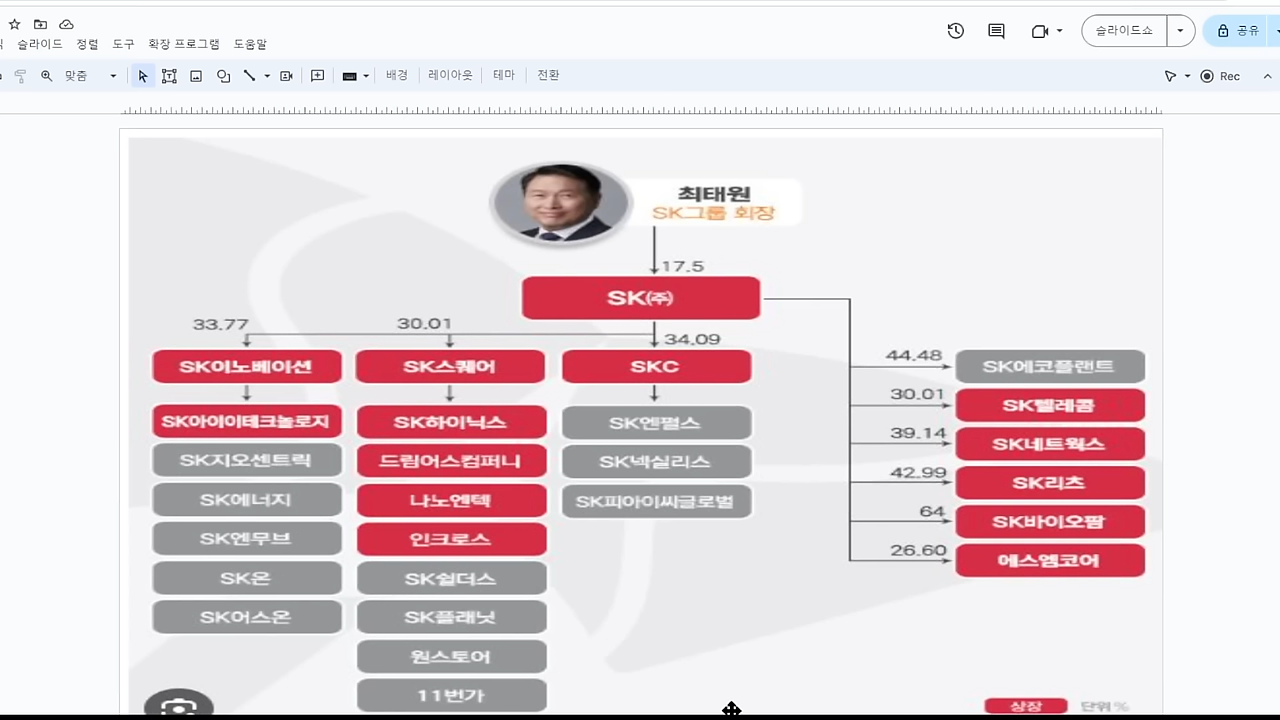 슬라이드 정렬 도구 확장 프로그램 도움말
슬라이드쇼
공유
맞춤
배경 레이아웃 테마 전환
Rec
최태원
SK그룹 회장
17.5
SK㈜
33.77 30.01 34.09
SK이노베이션
SK아이이테크놀로지
SK지오센트릭
SK에너지
SK엔무브
SK온
SK어스온
SK스퀘어
SK하이닉스
드림어스컴퍼니
나노엔텍
인크로스
SK쉴더스
SK플래닛
원스토어
11번가
SKC
SK엔펄스
SK넥실리스
SK피아이씨글로벌
44.48 SK에코플랜트
30.01 SK텔레콤
39.14 SK네트웍스
42.99 SK리츠
64 SK바이오팜
26.60 에스엠코어
상장 단위 %